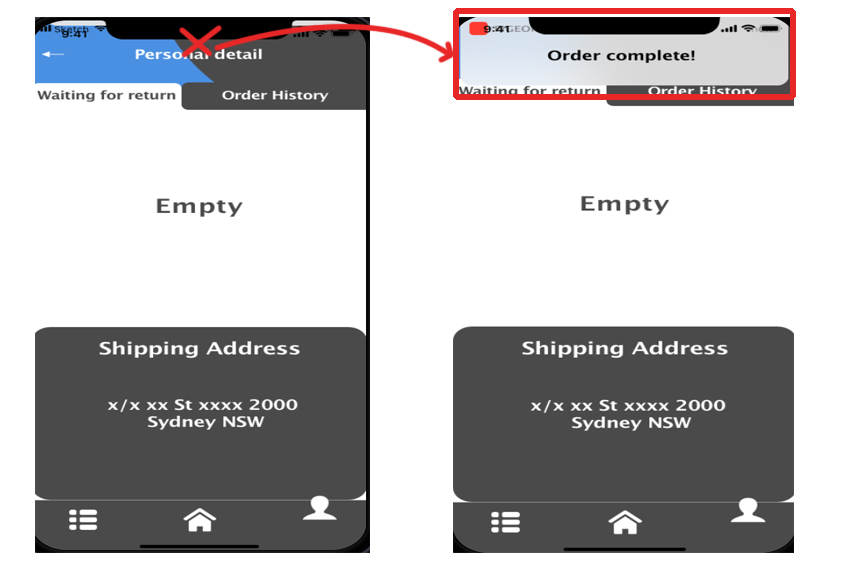 Sketch
9:41
Personal detail
Waiting for return
Order History
Empty
Shipping Address
x/x xx St xxxx 2000
Sydney NSW
9:41
Order complete!
Waiting for return
Order History
Empty
Shipping Address
x/x xx St xxxx 2000
Sydney NSW